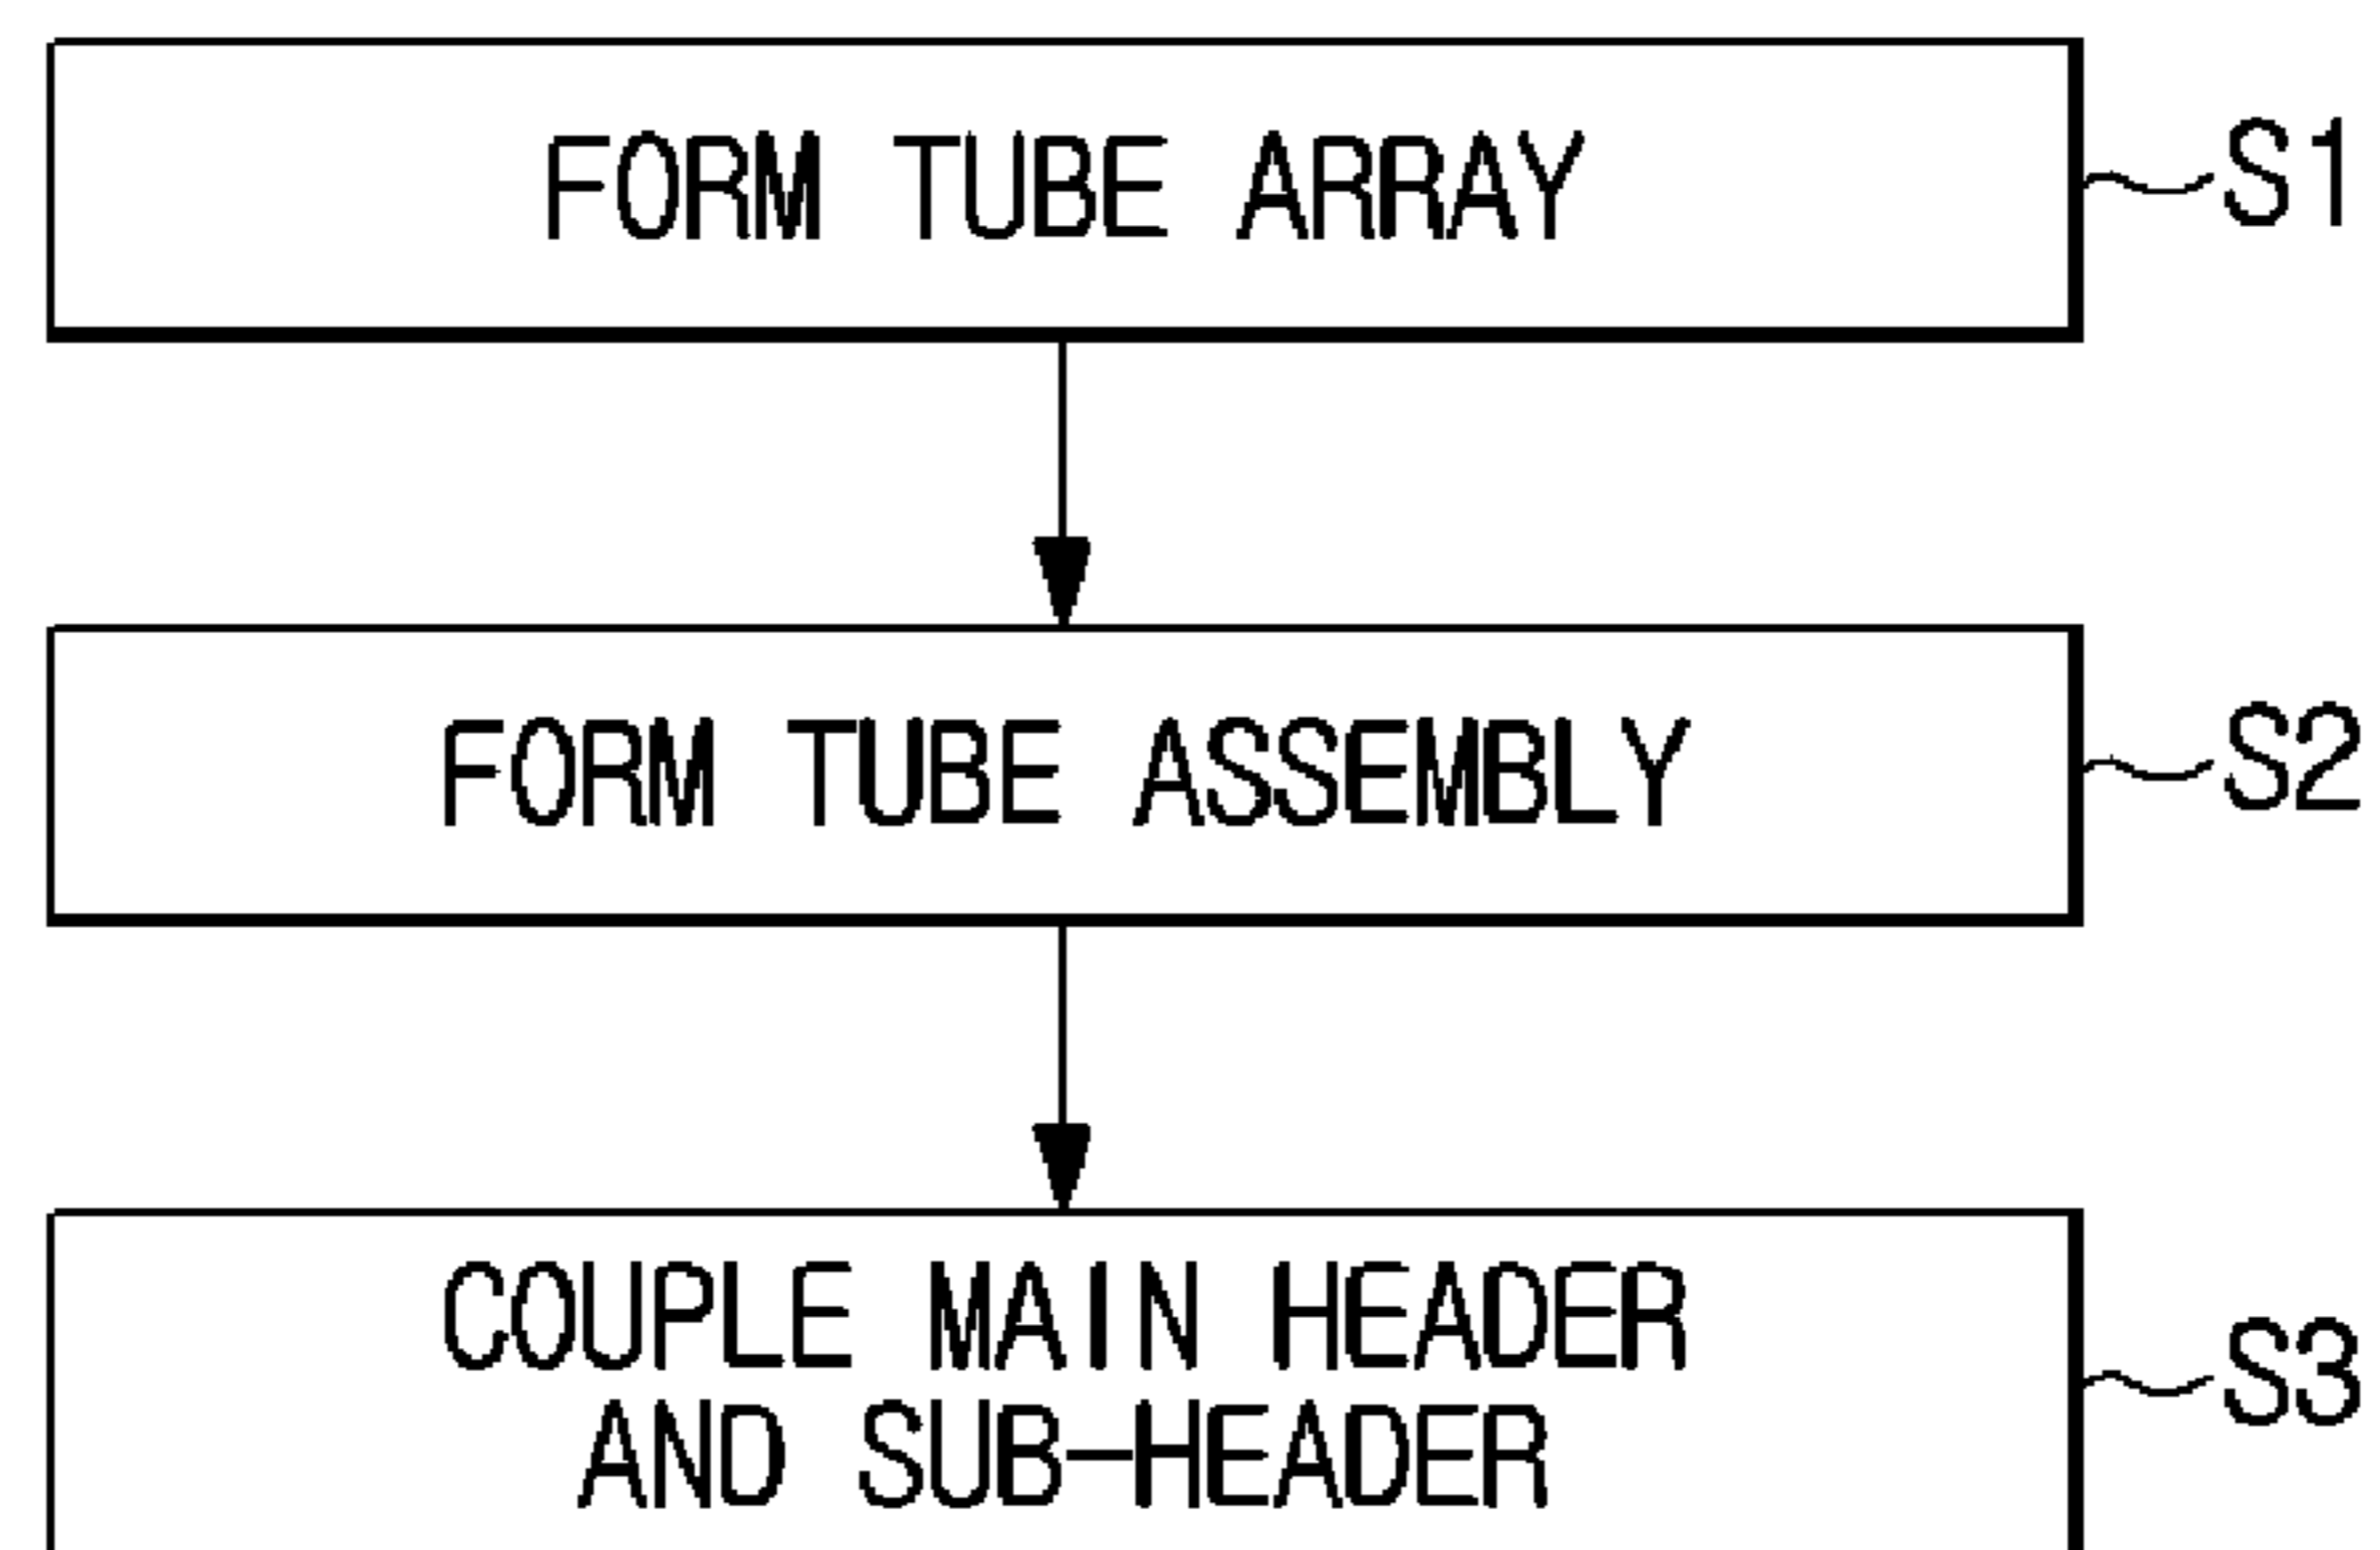 FORM TUBE ARRAY
S1
FORM TUBE ASSEMBLY
S2
COUPLE MAIN HEADER
AND SUB-HEADER
S3